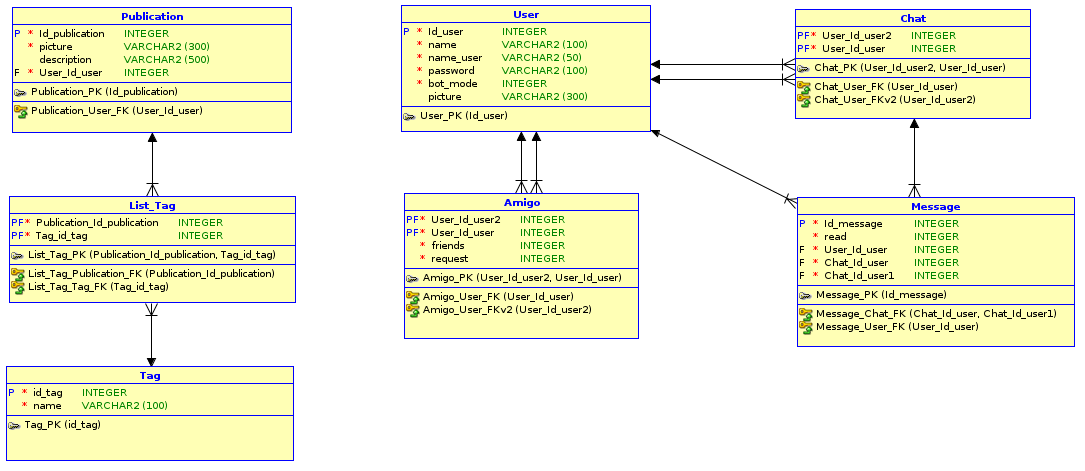 Publication
P * Id_publication INTEGER
* picture VARCHAR2 (300)
description VARCHAR2 (500)
F * User_Id_user INTEGER
Publication_PK (Id_publication)
Publication_User_FK (User_Id_user)
User
P * Id_user INTEGER
* name VARCHAR2 (100)
* name_user VARCHAR2 (50)
* password VARCHAR2 (100)
* bot_mode INTEGER
picture VARCHAR2 (300)
User_PK (Id_user)
Chat
PF* User_Id_user2 INTEGER
PF* User_Id_user INTEGER
Chat_PK (User_Id_user2, User_Id_user)
Chat_User_FK (User_Id_user)
Chat_User_FKv2 (User_Id_user2)
List_Tag
PF* Publication_Id_publication INTEGER
PF* Tag_id_tag INTEGER
List_Tag_PK (Publication_Id_publication, Tag_id_tag)
List_Tag_Publication_FK (Publication_Id_publication)
List_Tag_Tag_FK (Tag_id_tag)
Amigo
PF* User_Id_user2 INTEGER
PF* User_Id_user INTEGER
* friends INTEGER
* request INTEGER
Amigo_PK (User_Id_user2, User_Id_user)
Amigo_User_FK (User_Id_user)
Amigo_User_FKv2 (User_Id_user2)
Message
P * Id_message INTEGER
* read INTEGER
F * User_Id_user INTEGER
F * Chat_Id_user INTEGER
F * Chat_Id_user1 INTEGER
Message_PK (Id_message)
Message_Chat_FK (Chat_Id_user, Chat_Id_user1)
Message_User_FK (User_Id_user)
Tag
P * id_tag INTEGER
* name VARCHAR2 (100)
Tag_PK (id_tag)